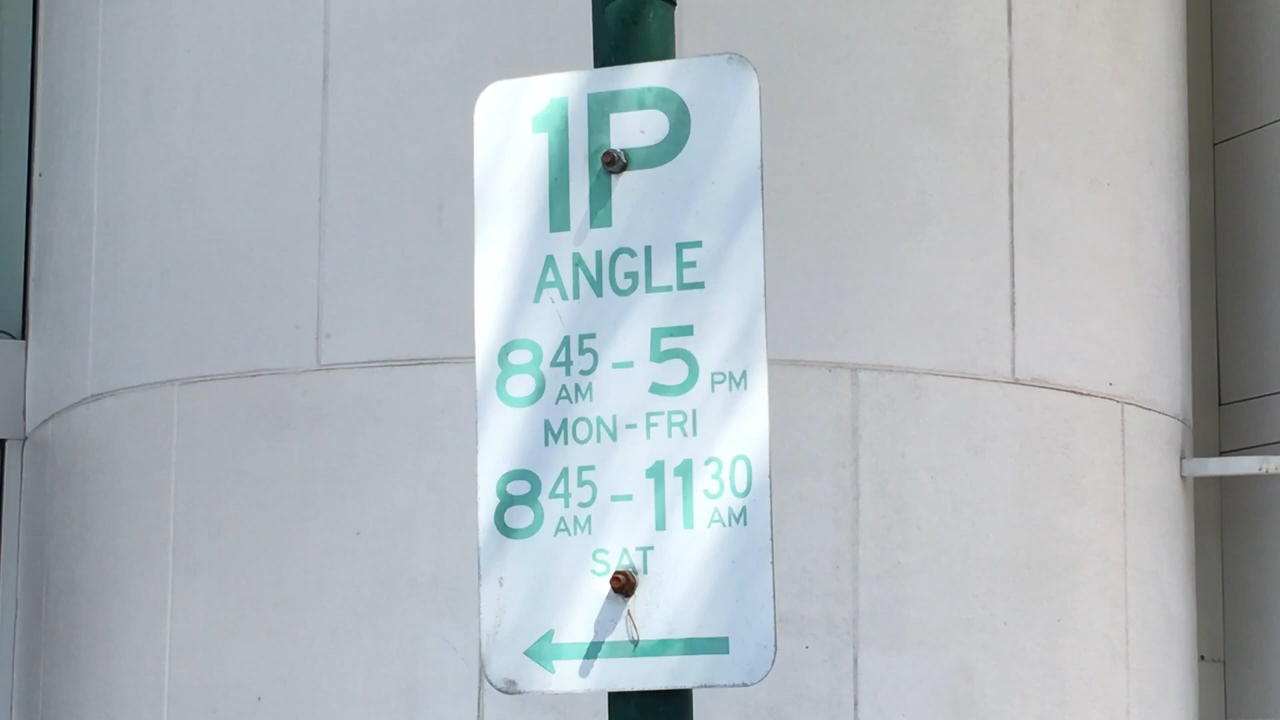 1P
ANGLE
8 45 AM - 5 PM
MON-FRI
8 45 AM - 11 30 AM
SAT